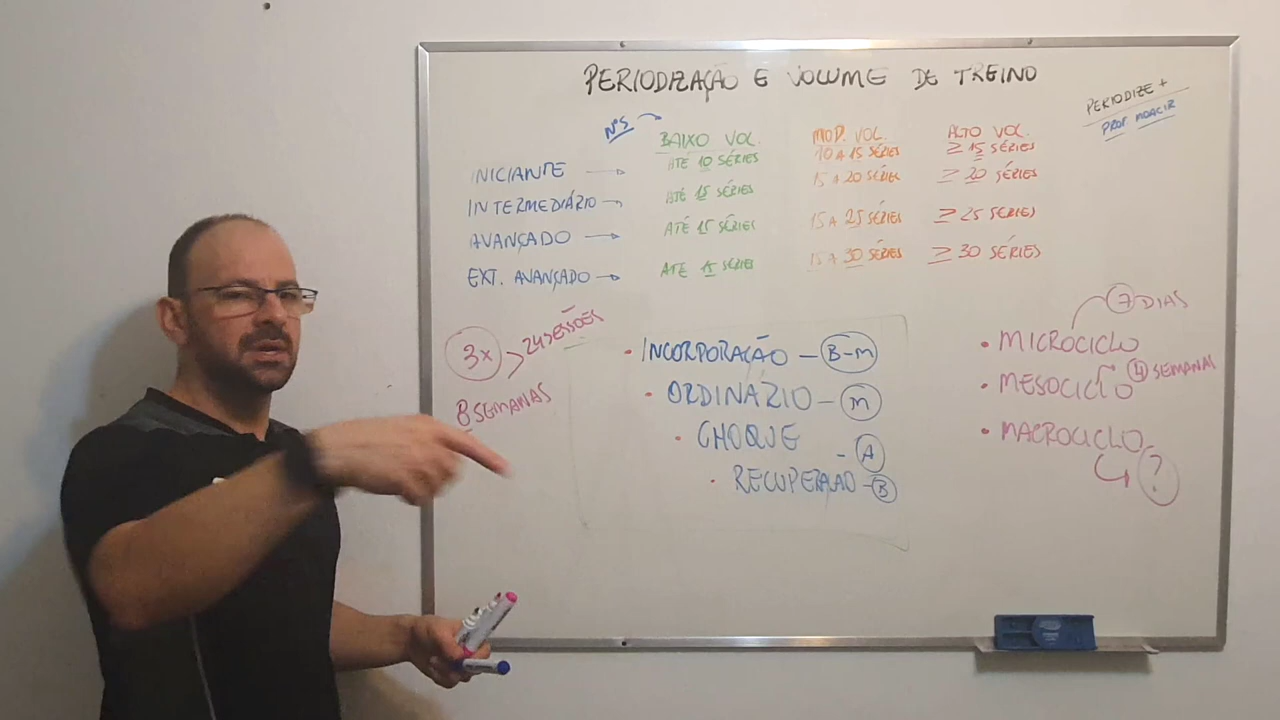 PERIODIZAÇÃO E VOLUME DE TREINO
PERIODIZE +
PROF. MOACIR
NºS
BAIXO VOL. MOD. VOL. ALTO VOL.
INICIANTE ATÉ 10 SÉRIES 10 A 15 SÉRIES ≥ 15 SÉRIES
INTERMEDIÁRIO ATÉ 15 SÉRIES 15 A 20 SÉRIES ≥ 20 SÉRIES
AVANÇADO ATÉ 15 SÉRIES 15 A 25 SÉRIES ≥ 25 SÉRIES
EXT. AVANÇADO ATÉ 15 SÉRIES 15 A 30 SÉRIES ≥ 30 SÉRIES
3x 24 SESSÕES
8 SEMANAS
• INCORPORAÇÃO – B-M
• ORDINÁRIO – M
• CHOQUE - A
• RECUPERAÇÃO - B
7 DIAS
• MICROCICLO
• MESOCICLO 4 SEMANAS
• MACROCICLO
?